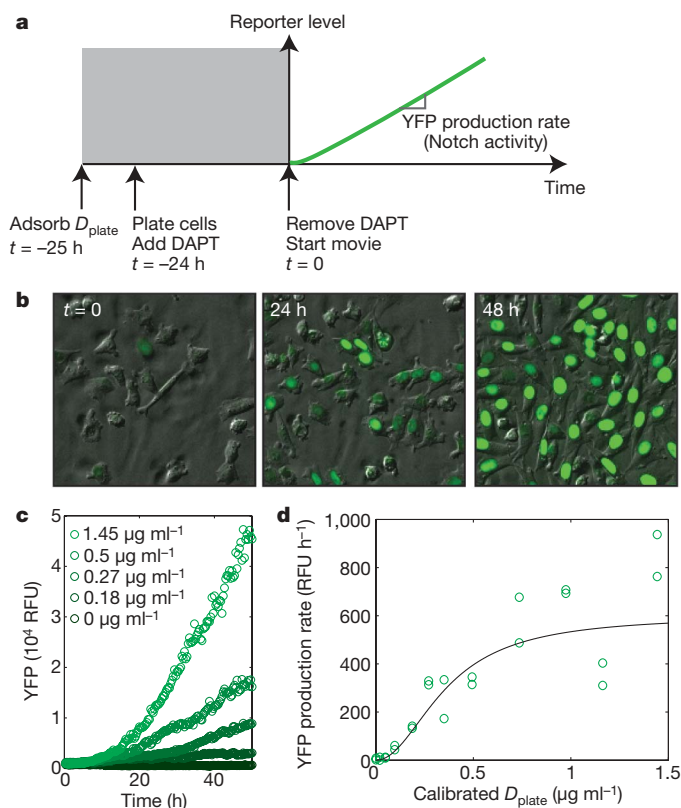 a
Reporter level
YFP production rate
(Notch activity)
Time
Adsorb Dplate
t = –25 h
Plate cells
Add DAPT
t = –24 h
Remove DAPT
Start movie
t = 0
b
t = 0
24 h
48 h
c
5
4
3
2
1
0
YFP (10⁴ RFU)
1.45 µg ml⁻¹
0.5 µg ml⁻¹
0.27 µg ml⁻¹
0.18 µg ml⁻¹
0 µg ml⁻¹
0 20 40
Time (h)
d
1,000
800
600
400
200
0
YFP production rate (RFU h⁻¹)
0 0.5 1 1.5
Calibrated Dplate (µg ml⁻¹)